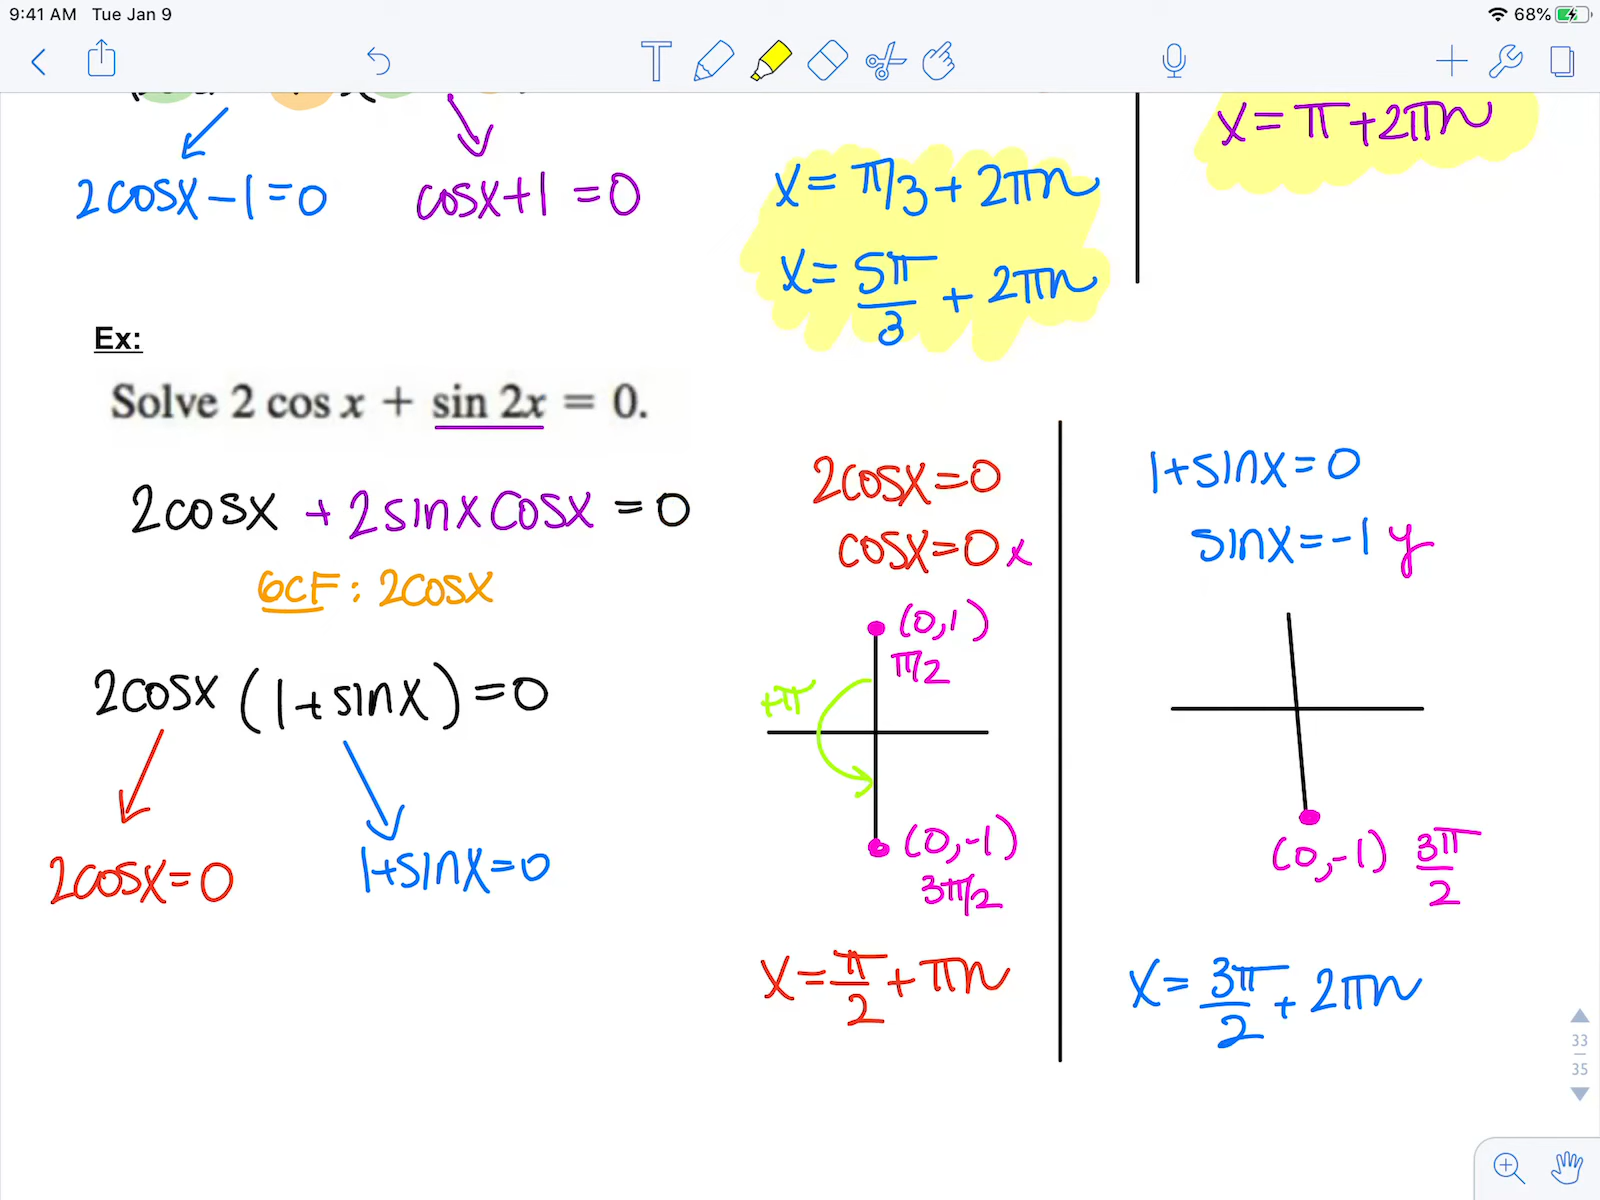 9:41 AM Tue Jan 9
68%
T
x = π + 2πn
2cosx - 1 = 0
cosx + 1 = 0
x = π/3 + 2πn
x = 5π/3 + 2πn
Ex:
Solve 2 cos x + sin 2x = 0.
2cosx + 2sinxcosx = 0
GCF: 2cosx
2cosx (1 + sinx) = 0
2cosx = 0
1 + sinx = 0
2cosx = 0
cosx = 0 x
(0,1)
π/2
+π
(0,-1)
3π/2
x = π/2 + πn
1 + sinx = 0
sinx = -1 y
(0,-1) 3π/2
x = 3π/2 + 2πn
33
35